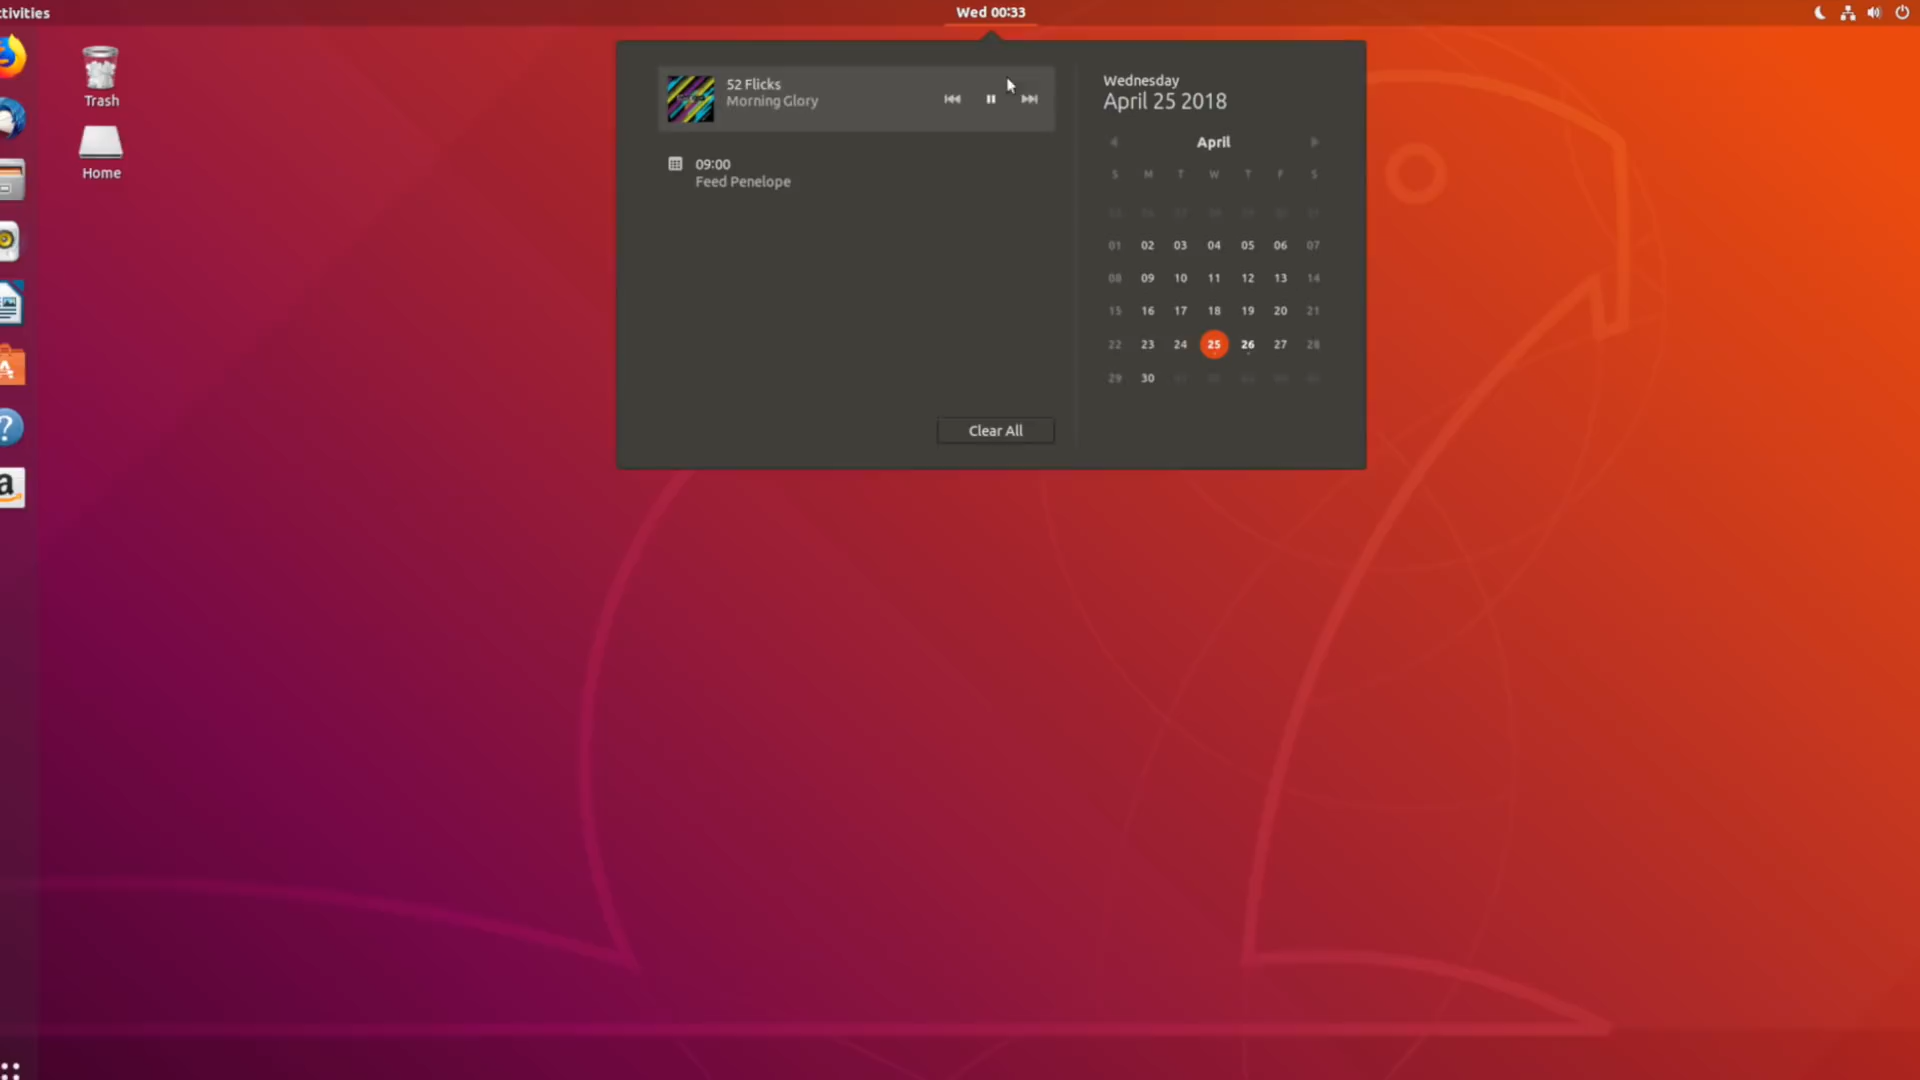 ctivities
Wed 00:33
Trash
Home
52 Flicks
Morning Glory
09:00
Feed Penelope
Clear All
Wednesday
April 25 2018
April
S M T W T F S
01 02 03 04 05 06 07
08 09 10 11 12 13 14
15 16 17 18 19 20 21
22 23 24 25 26 27 28
29 30
?
a